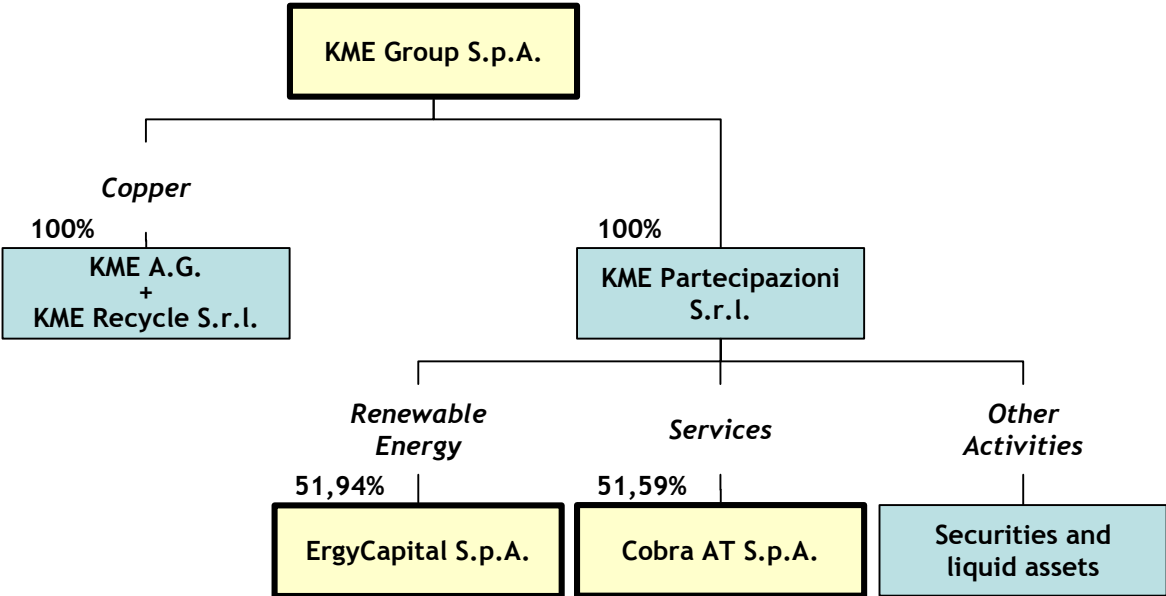 KME Group S.p.A.
Copper
100%
KME A.G.
+
KME Recycle S.r.l.
100%
KME Partecipazioni
S.r.l.
Renewable
Energy
51,94%
ErgyCapital S.p.A.
Services
51,59%
Cobra AT S.p.A.
Other
Activities
Securities and
liquid assets